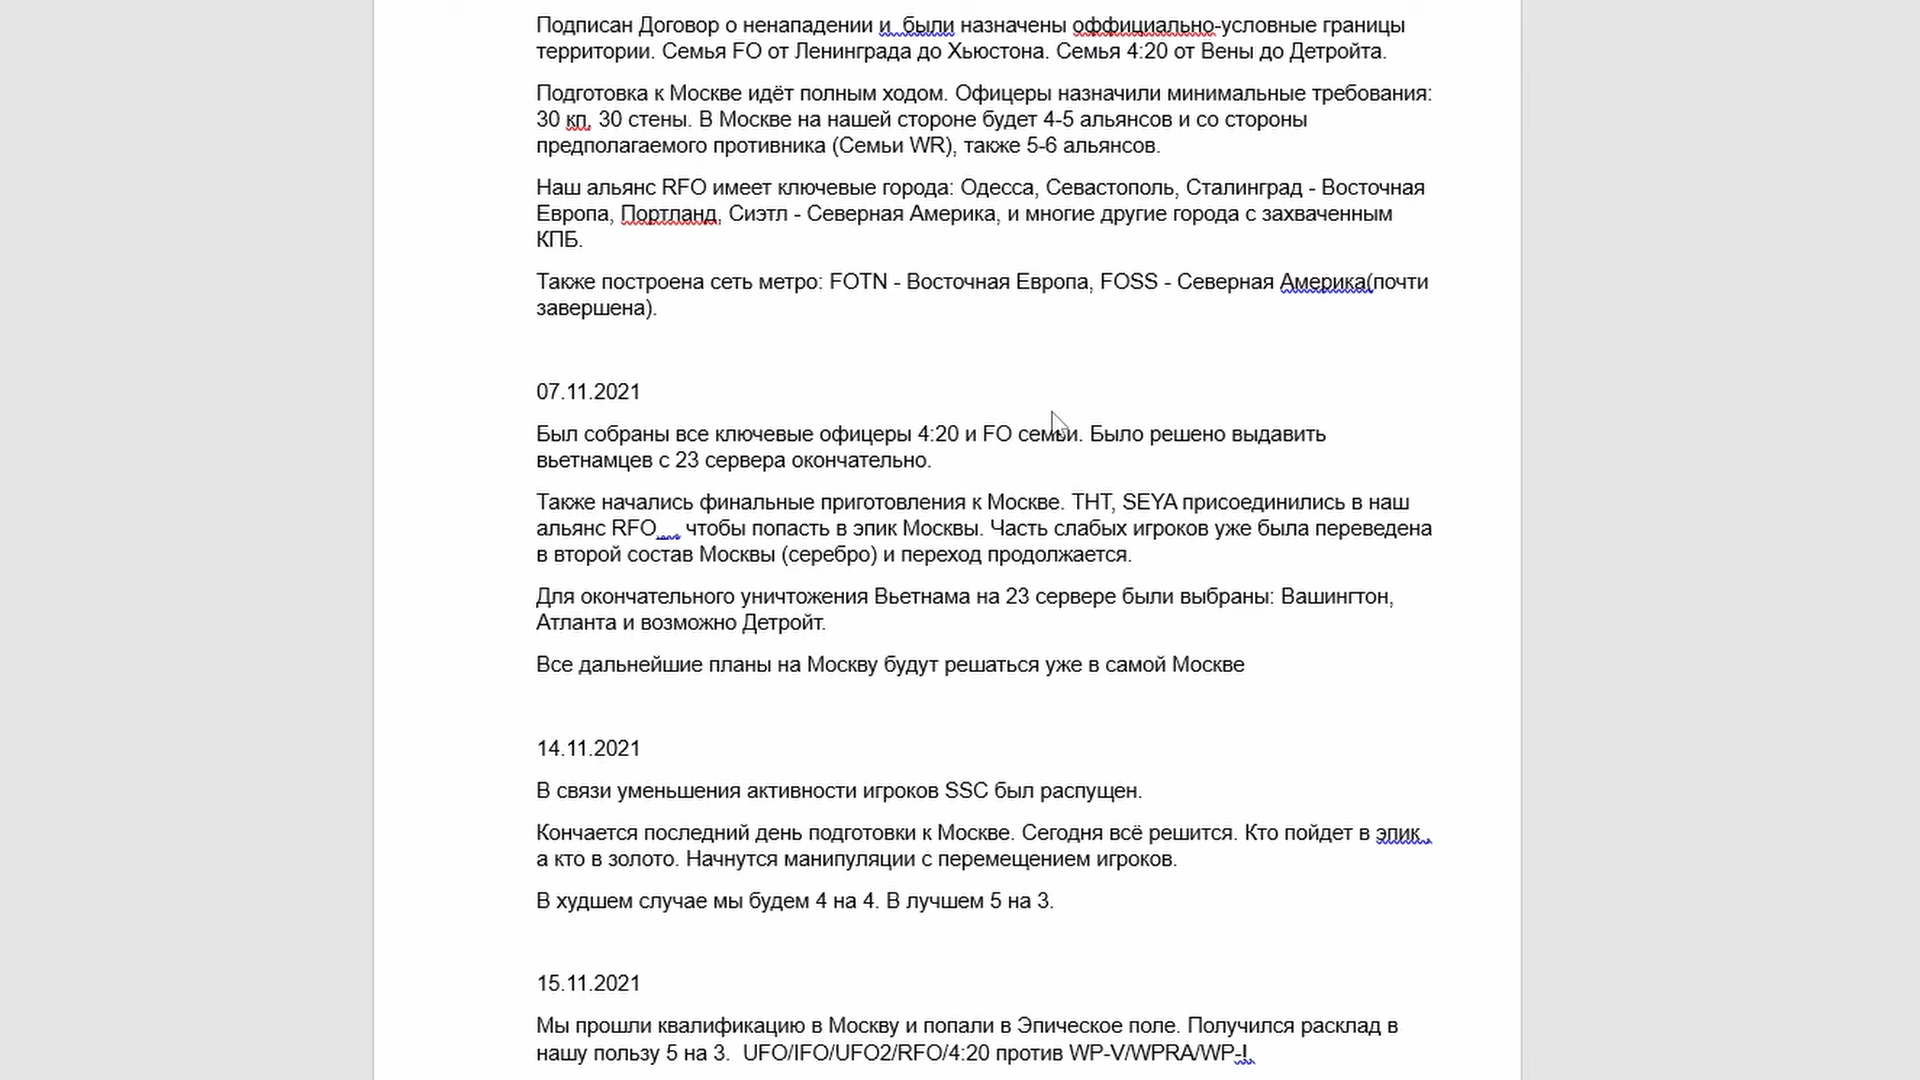 Подписан Договор о ненападении и  были назначены оффициально-условные границы
территории. Семья FO от Ленинграда до Хьюстона. Семья 4:20 от Вены до Детройта.
Подготовка к Москве идёт полным ходом. Офицеры назначили минимальные требования:
30 кп, 30 стены. В Москве на нашей стороне будет 4-5 альянсов и со стороны
предполагаемого противника (Семьи WR), также 5-6 альянсов.
Наш альянс RFO имеет ключевые города: Одесса, Севастополь, Сталинград - Восточная
Европа, Портланд, Сиэтл - Северная Америка, и многие другие города с захваченным
КПБ.
Также построена сеть метро: FOTN - Восточная Европа, FOSS - Северная Америка(почти
завершена).
07.11.2021
Был собраны все ключевые офицеры 4:20 и FO семьи. Было решено выдавить
вьетнамцев с 23 сервера окончательно.
Также начались финальные приготовления к Москве. THT, SEYA присоединились в наш
альянс RFO , чтобы попасть в эпик Москвы. Часть слабых игроков уже была переведена
в второй состав Москвы (серебро) и переход продолжается.
Для окончательного уничтожения Вьетнама на 23 сервере были выбраны: Вашингтон,
Атланта и возможно Детройт.
Все дальнейшие планы на Москву будут решаться уже в самой Москве
14.11.2021
В связи уменьшения активности игроков SSC был распущен.
Кончается последний день подготовки к Москве. Сегодня всё решится. Кто пойдет в эпик ,
а кто в золото. Начнутся манипуляции с перемещением игроков.
В худшем случае мы будем 4 на 4. В лучшем 5 на 3.
15.11.2021
Мы прошли квалификацию в Москву и попали в Эпическое поле. Получился расклад в
нашу пользу 5 на 3.  UFO/IFO/UFO2/RFO/4:20 против WP-V/WPRA/WP-I.